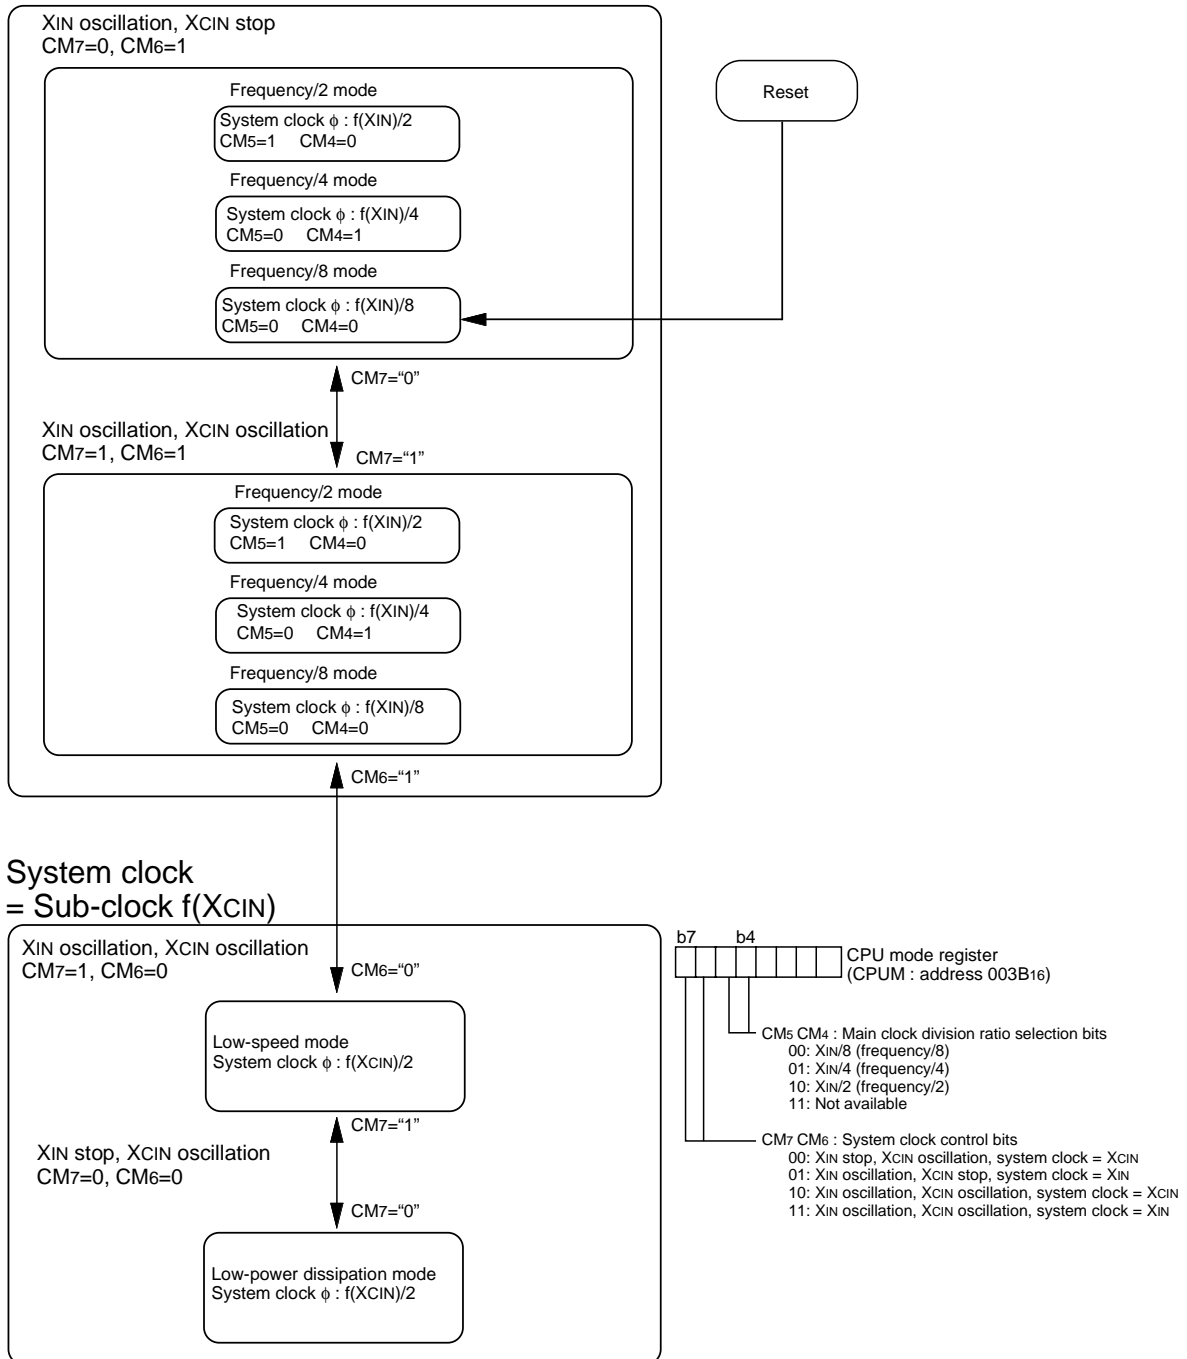 XIN oscillation, XCIN stop
CM7=0, CM6=1
Frequency/2 mode
System clock ϕ : f(XIN)/2
CM5=1 CM4=0
Frequency/4 mode
System clock ϕ : f(XIN)/4
CM5=0 CM4=1
Frequency/8 mode
System clock ϕ : f(XIN)/8
CM5=0 CM4=0
Reset
CM7=“0”
XIN oscillation, XCIN oscillation
CM7=1, CM6=1
CM7=“1”
Frequency/2 mode
System clock ϕ : f(XIN)/2
CM5=1 CM4=0
Frequency/4 mode
System clock ϕ : f(XIN)/4
CM5=0 CM4=1
Frequency/8 mode
System clock ϕ : f(XIN)/8
CM5=0 CM4=0
CM6=“1”
System clock
= Sub-clock f(XCIN)
XIN oscillation, XCIN oscillation
CM7=1, CM6=0
CM6=“0”
Low-speed mode
System clock ϕ : f(XCIN)/2
CM7=“1”
XIN stop, XCIN oscillation
CM7=0, CM6=0
CM7=“0”
Low-power dissipation mode
System clock ϕ : f(XCIN)/2
b7 b4
CPU mode register
(CPUM : address 003B16)
CM5 CM4 : Main clock division ratio selection bits
00: XIN/8 (frequency/8)
01: XIN/4 (frequency/4)
10: XIN/2 (frequency/2)
11: Not available
CM7 CM6 : System clock control bits
00: XIN stop, XCIN oscillation, system clock = XCIN
01: XIN oscillation, XCIN stop, system clock = XIN
10: XIN oscillation, XCIN oscillation, system clock = XCIN
11: XIN oscillation, XCIN oscillation, system clock = XIN